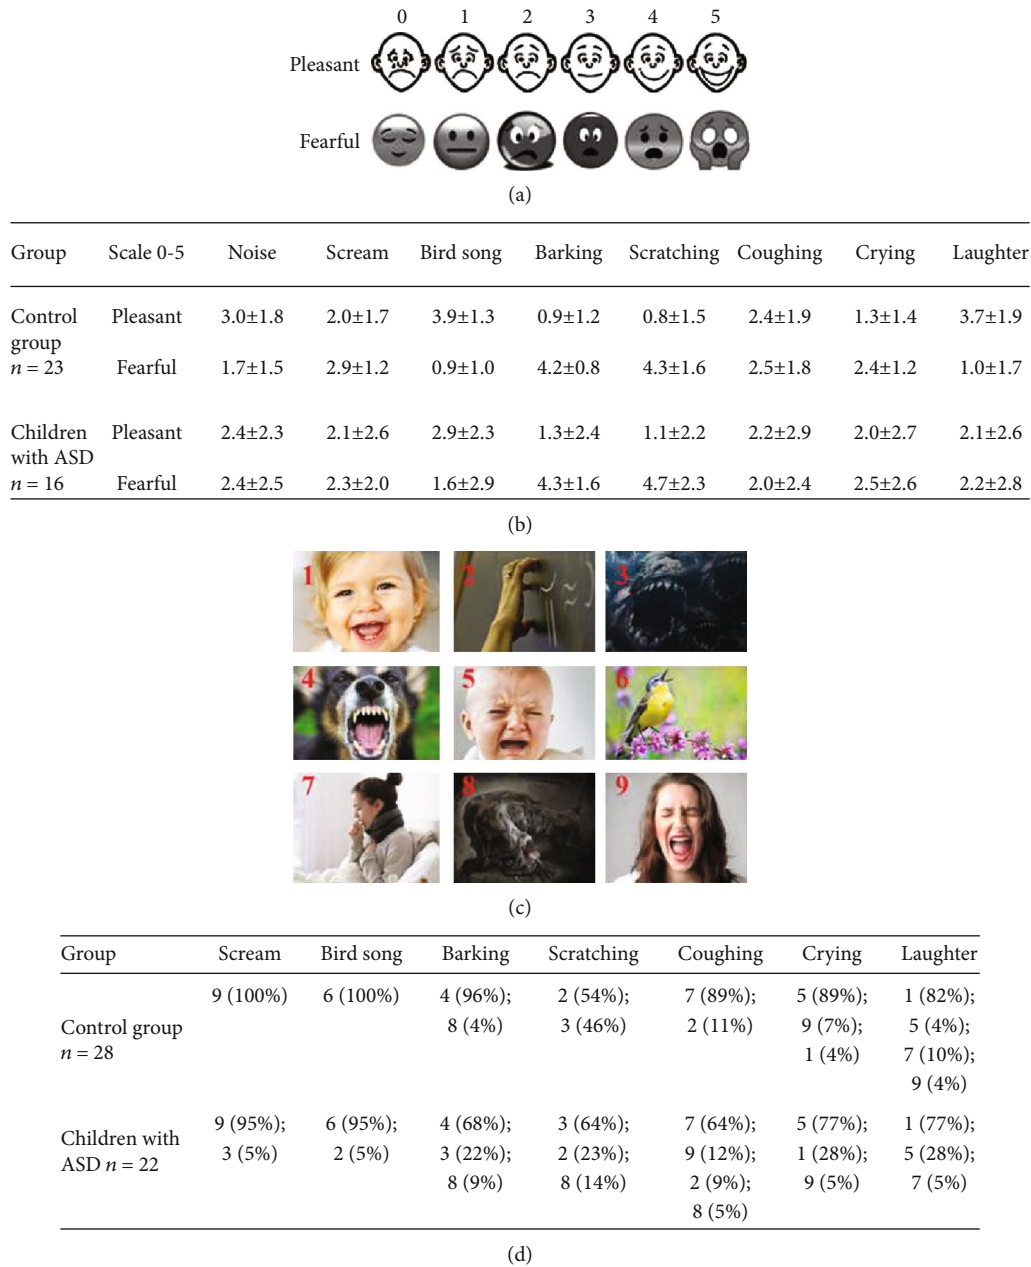 0 1 2 3 4 5
Pleasant
Fearful
(a)
Group Scale 0-5 Noise Scream Bird song Barking Scratching Coughing Crying Laughter
Control Pleasant 3.0±1.8 2.0±1.7 3.9±1.3 0.9±1.2 0.8±1.5 2.4±1.9 1.3±1.4 3.7±1.9
group
n = 23 Fearful 1.7±1.5 2.9±1.2 0.9±1.0 4.2±0.8 4.3±1.6 2.5±1.8 2.4±1.2 1.0±1.7
Children Pleasant 2.4±2.3 2.1±2.6 2.9±2.3 1.3±2.4 1.1±2.2 2.2±2.9 2.0±2.7 2.1±2.6
with ASD
n = 16 Fearful 2.4±2.5 2.3±2.0 1.6±2.9 4.3±1.6 4.7±2.3 2.0±2.4 2.5±2.6 2.2±2.8
(b)
1 2 3
4 5 6
7 8 9
(c)
Group Scream Bird song Barking Scratching Coughing Crying Laughter
9 (100%) 6 (100%) 4 (96%); 2 (54%); 7 (89%); 5 (89%); 1 (82%);
Control group 8 (4%) 3 (46%) 2 (11%) 9 (7%); 5 (4%);
n = 28 1 (4%) 7 (10%);
9 (4%)
9 (95%); 6 (95%); 4 (68%); 3 (64%); 7 (64%); 5 (77%); 1 (77%);
Children with 3 (5%) 2 (5%) 3 (22%); 2 (23%); 9 (12%); 1 (28%); 5 (28%);
ASD n = 22 8 (9%) 8 (14%) 2 (9%); 9 (5%) 7 (5%)
8 (5%)
(d)